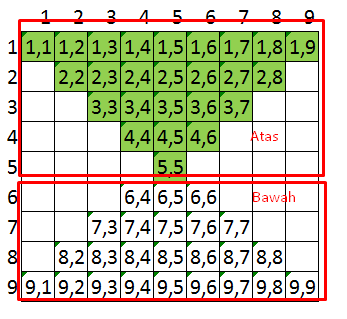 1 2 3 4 5 6 7 8 9
1 1,1 1,2 1,3 1,4 1,5 1,6 1,7 1,8 1,9
2 2,2 2,3 2,4 2,5 2,6 2,7 2,8
3 3,3 3,4 3,5 3,6 3,7
4 4,4 4,5 4,6 Atas
5 5,5
6 6,4 6,5 6,6 Bawah
7 7,3 7,4 7,5 7,6 7,7
8 8,2 8,3 8,4 8,5 8,6 8,7 8,8
9 9,1 9,2 9,3 9,4 9,5 9,6 9,7 9,8 9,9